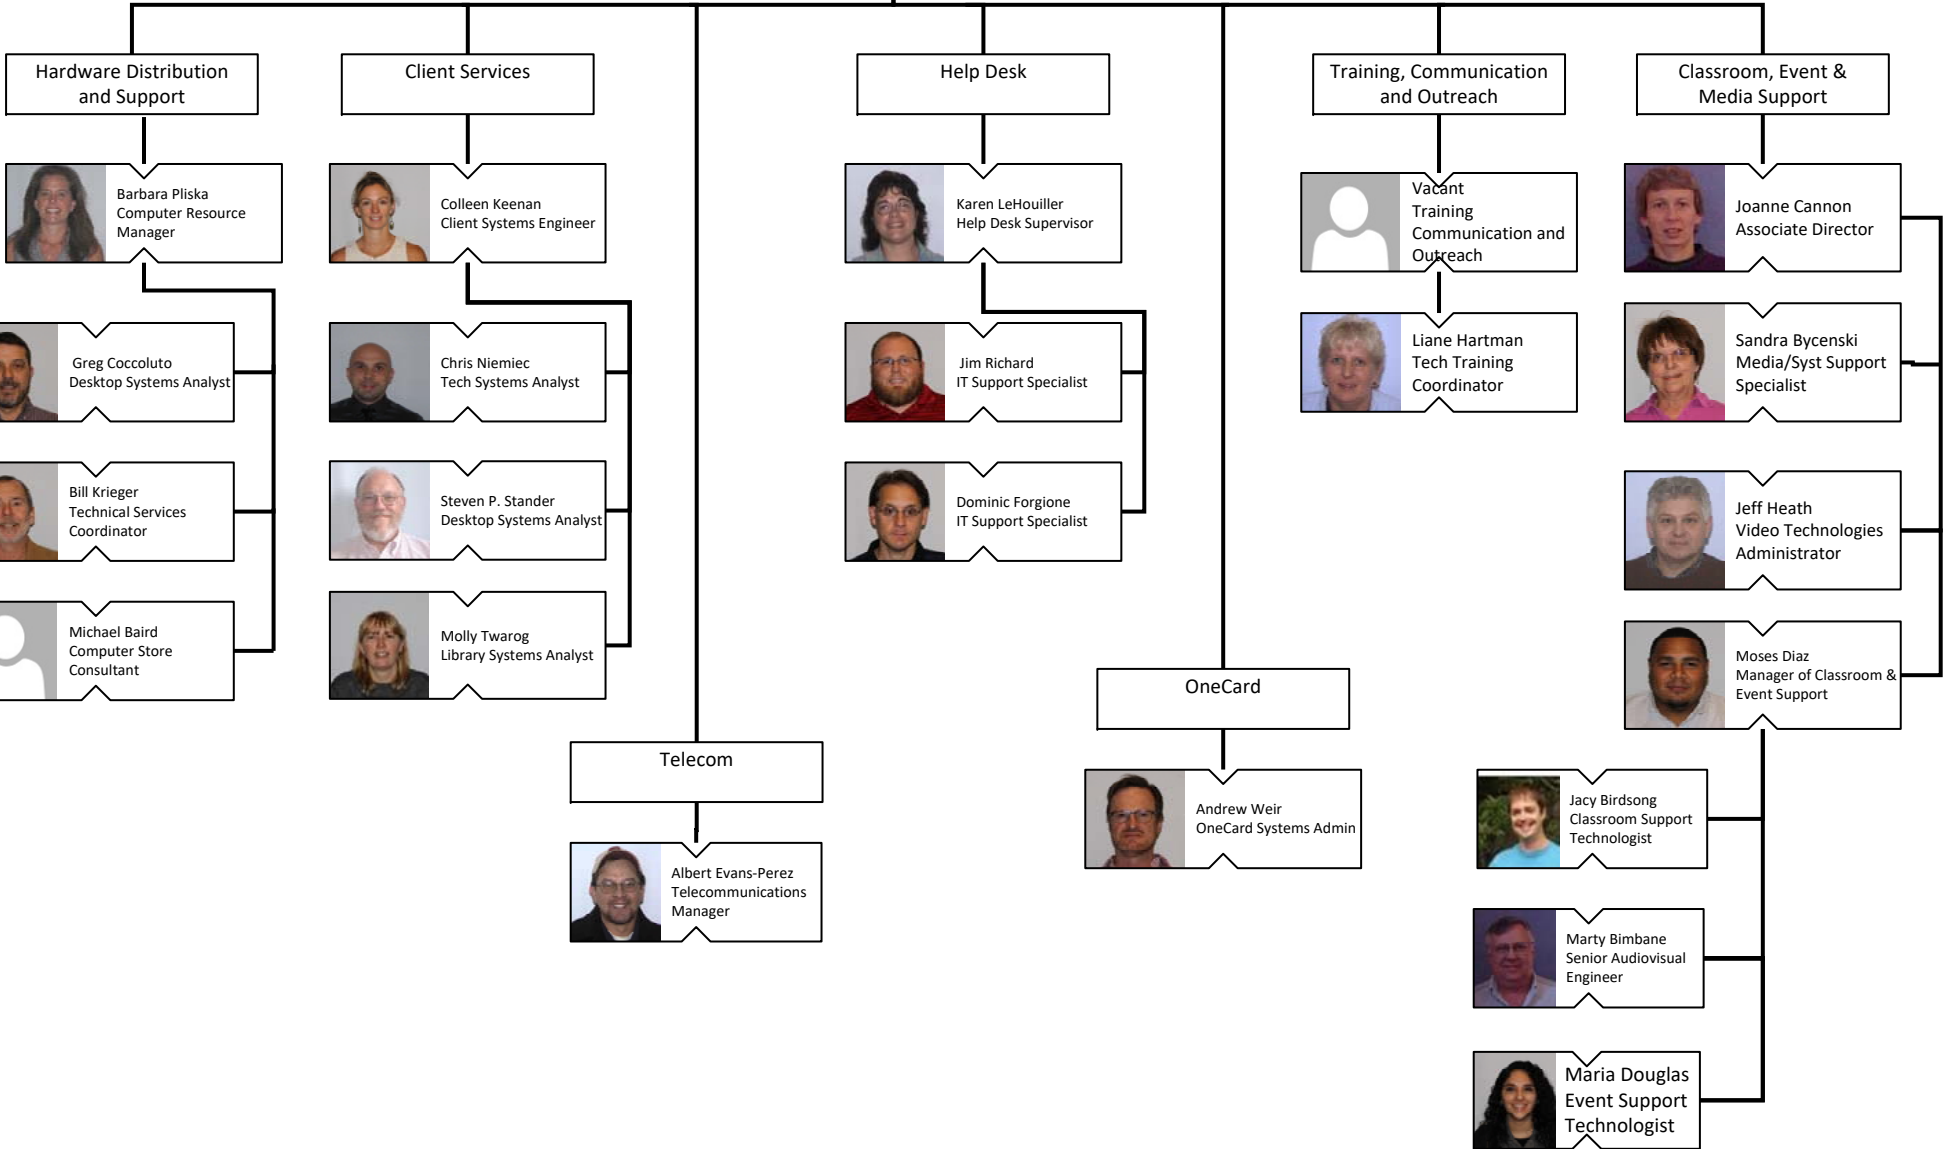 Hardware Distribution
and Support
Client Services
Help Desk
Training, Communication
and Outreach
Classroom, Event &
Media Support
Barbara Pliska
Computer Resource
Manager
Greg Coccoluto
Desktop Systems Analyst
Bill Krieger
Technical Services
Coordinator
Michael Baird
Computer Store
Consultant
Colleen Keenan
Client Systems Engineer
Chris Niemiec
Tech Systems Analyst
Steven P. Stander
Desktop Systems Analyst
Molly Twarog
Library Systems Analyst
Telecom
Albert Evans-Perez
Telecommunications
Manager
Karen LeHouiller
Help Desk Supervisor
Jim Richard
IT Support Specialist
Dominic Forgione
IT Support Specialist
OneCard
Andrew Weir
OneCard Systems Admin
Vacant
Training
Communication and
Outreach
Liane Hartman
Tech Training
Coordinator
Joanne Cannon
Associate Director
Sandra Bycenski
Media/Syst Support
Specialist
Jeff Heath
Video Technologies
Administrator
Moses Diaz
Manager of Classroom &
Event Support
Jacy Birdsong
Classroom Support
Technologist
Marty Bimbane
Senior Audiovisual
Engineer
Maria Douglas
Event Support
Technologist